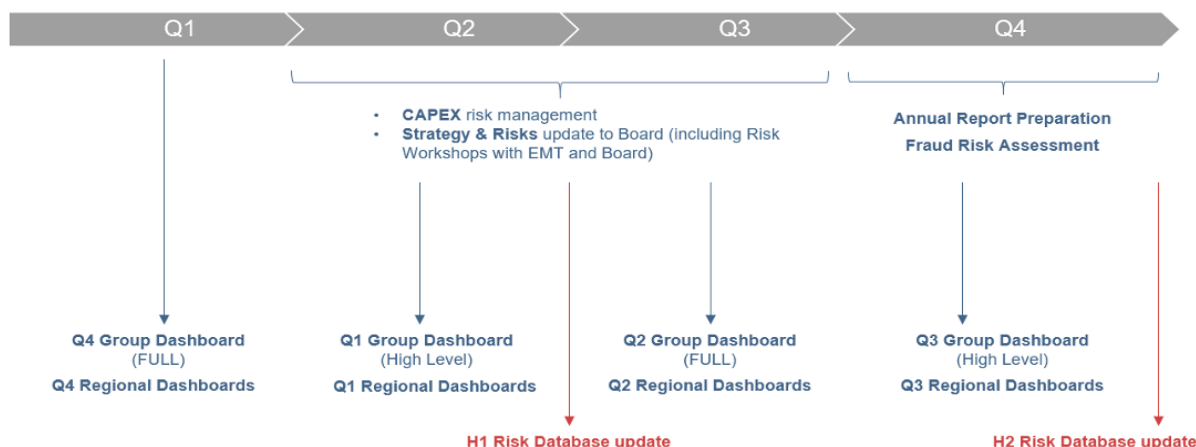 Q1
Q2
Q3
Q4
• CAPEX risk management
• Strategy & Risks update to Board (including Risk
Workshops with EMT and Board)
Annual Report Preparation
Fraud Risk Assessment
Q4 Group Dashboard
(FULL)
Q4 Regional Dashboards
Q1 Group Dashboard
(High Level)
Q1 Regional Dashboards
Q2 Group Dashboard
(FULL)
Q2 Regional Dashboards
Q3 Group Dashboard
(High Level)
Q3 Regional Dashboards
H1 Risk Database update
H2 Risk Database update